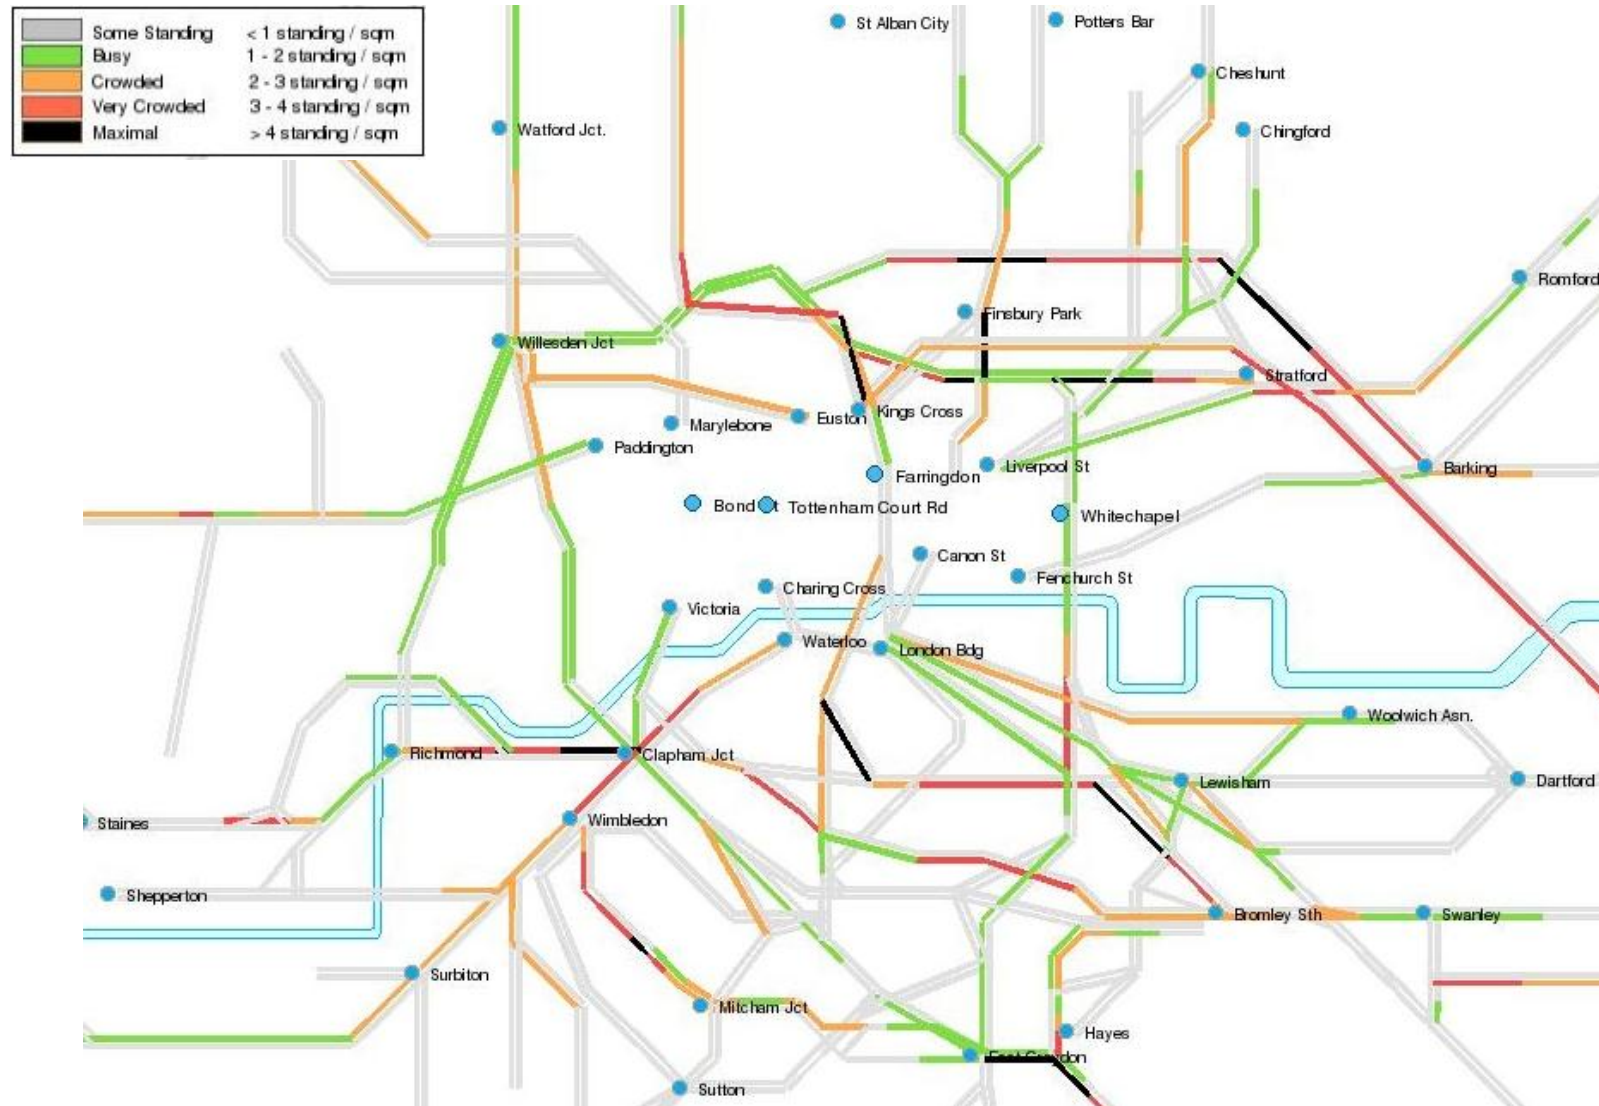 Some Standing < 1 standing / sqm
Busy 1 - 2 standing / sqm
Crowded 2 - 3 standing / sqm
Very Crowded 3 - 4 standing / sqm
Maximal > 4 standing / sqm
St Alban City
Potters Bar
Cheshunt
Watford Jct.
Chingford
Romford
Finsbury Park
Willesden Jct
Stratford
Kings Cross
Euston
Marylebone
Paddington
Liverpool St
Barking
Farringdon
Bond t
Tottenham Court Rd
Whitechapel
Canon St
Fenchurch St
Charing Cross
Victoria
Waterloo
London Bdg
Woolwich Asn.
Richmond
Clapham Jct
Lewisham
Dartford
Staines
Wimbledon
Shepperton
Bromley Sth
Swanley
Surbiton
Mitcham Jct
Hayes
East Croydon
Sutton